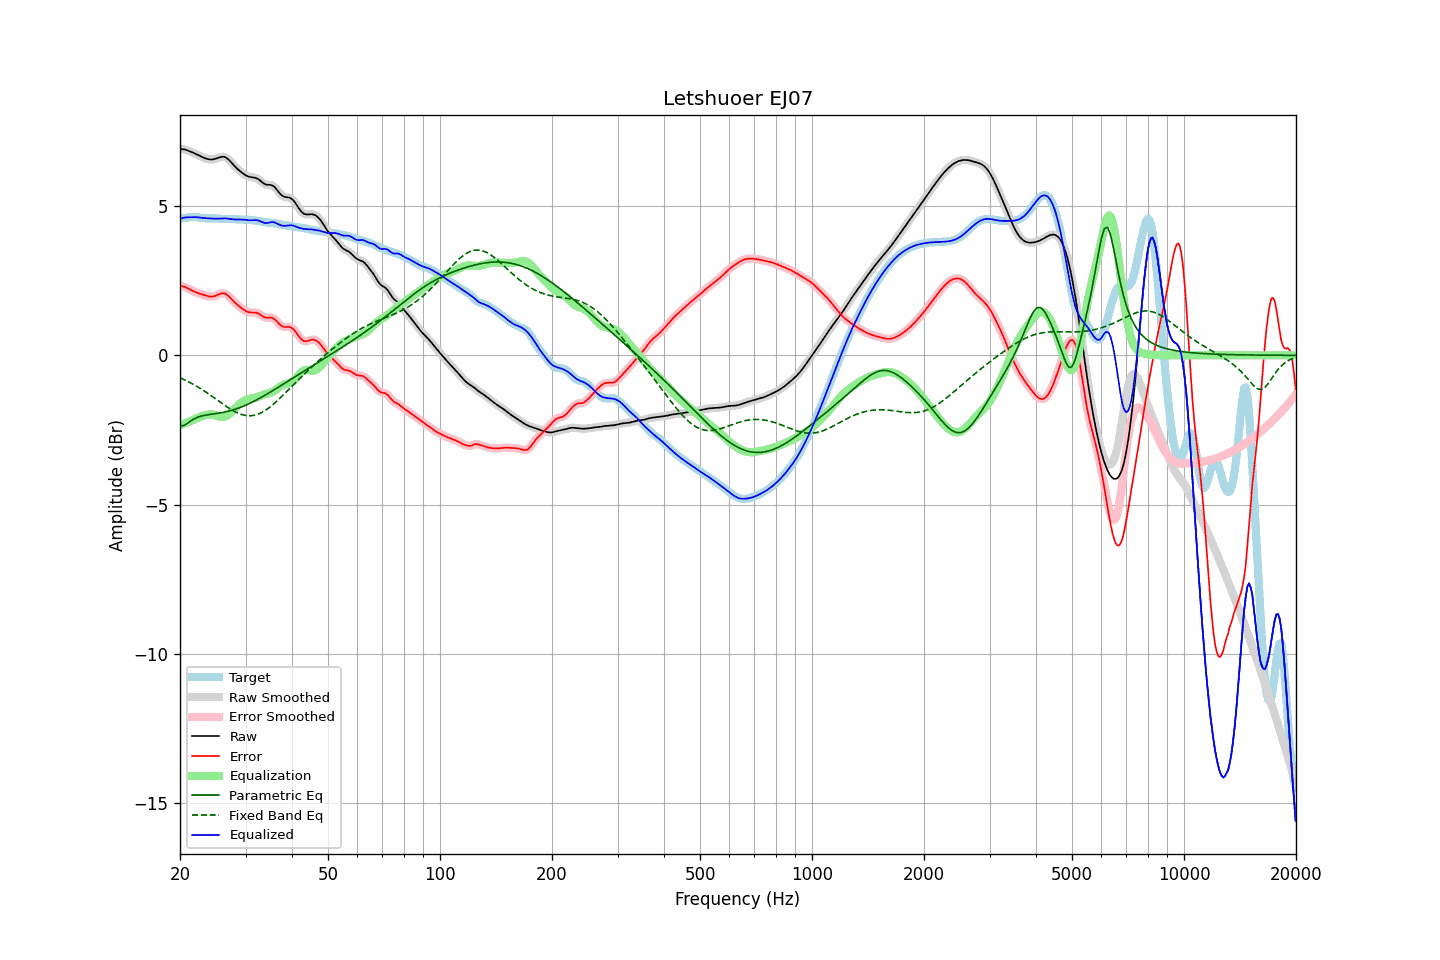 Letshuoer EJ07
Amplitude (dBr)
5
0
−5
−10
−15
Target
Raw Smoothed
Error Smoothed
Raw
Error
Equalization
Parametric Eq
Fixed Band Eq
Equalized
20 50 100 200 500 1000 2000 5000 10000 20000
Frequency (Hz)